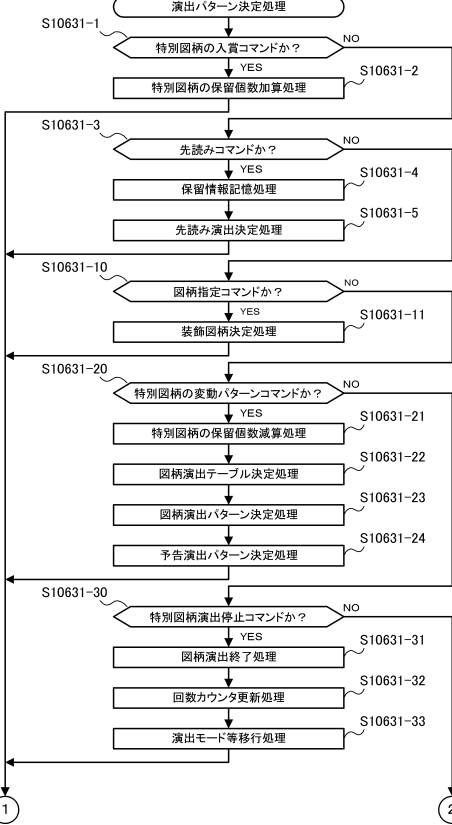 演出パターン決定処理
S10631-1
特別図柄の入賞コマンドか？
NO
YES
S10631-2
特別図柄の保留個数加算処理
S10631-3
先読みコマンドか？
NO
YES
S10631-4
保留情報記憶処理
S10631-5
先読み演出決定処理
S10631-10
図柄指定コマンドか？
NO
YES
S10631-11
装飾図柄決定処理
S10631-20
特別図柄の変動パターンコマンドか？
NO
YES
S10631-21
特別図柄の保留個数減算処理
S10631-22
図柄演出テーブル決定処理
S10631-23
図柄演出パターン決定処理
S10631-24
予告演出パターン決定処理
S10631-30
特別図柄演出停止コマンドか？
NO
YES
S10631-31
図柄演出終了処理
S10631-32
回数カウンタ更新処理
S10631-33
演出モード等移行処理
1
2